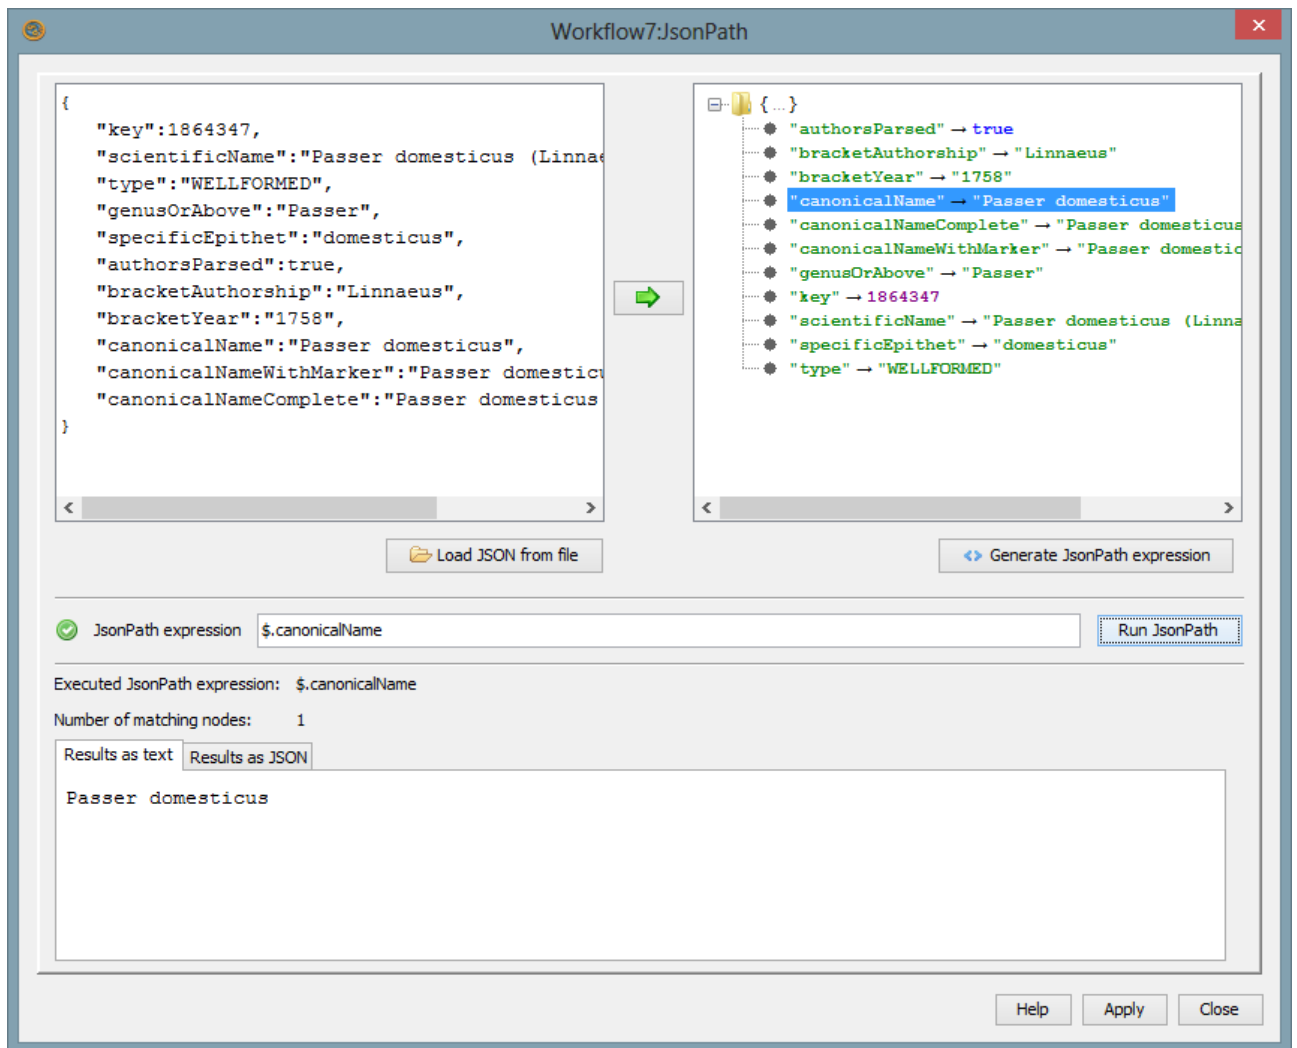 Workflow7:JsonPath
{
"key":1864347,
"scientificName":"Passer domesticus (Linnae
"type":"WELLFORMED",
"genusOrAbove":"Passer",
"specificEpithet":"domesticus",
"authorsParsed":true,
"bracketAuthorship":"Linnaeus",
"bracketYear":"1758",
"canonicalName":"Passer domesticus",
"canonicalNameWithMarker":"Passer domesticu
"canonicalNameComplete":"Passer domesticus
}
{...}
"authorsParsed" → true
"bracketAuthorship" → "Linnaeus"
"bracketYear" → "1758"
"canonicalName" → "Passer domesticus"
"canonicalNameComplete" → "Passer domesticus
"canonicalNameWithMarker" → "Passer domestic
"genusOrAbove" → "Passer"
"key" → 1864347
"scientificName" → "Passer domesticus (Linna
"specificEpithet" → "domesticus"
"type" → "WELLFORMED"
Load JSON from file
Generate JsonPath expression
JsonPath expression $.canonicalName Run JsonPath
Executed JsonPath expression: $.canonicalName
Number of matching nodes: 1
Results as text Results as JSON
Passer domesticus
Help Apply Close